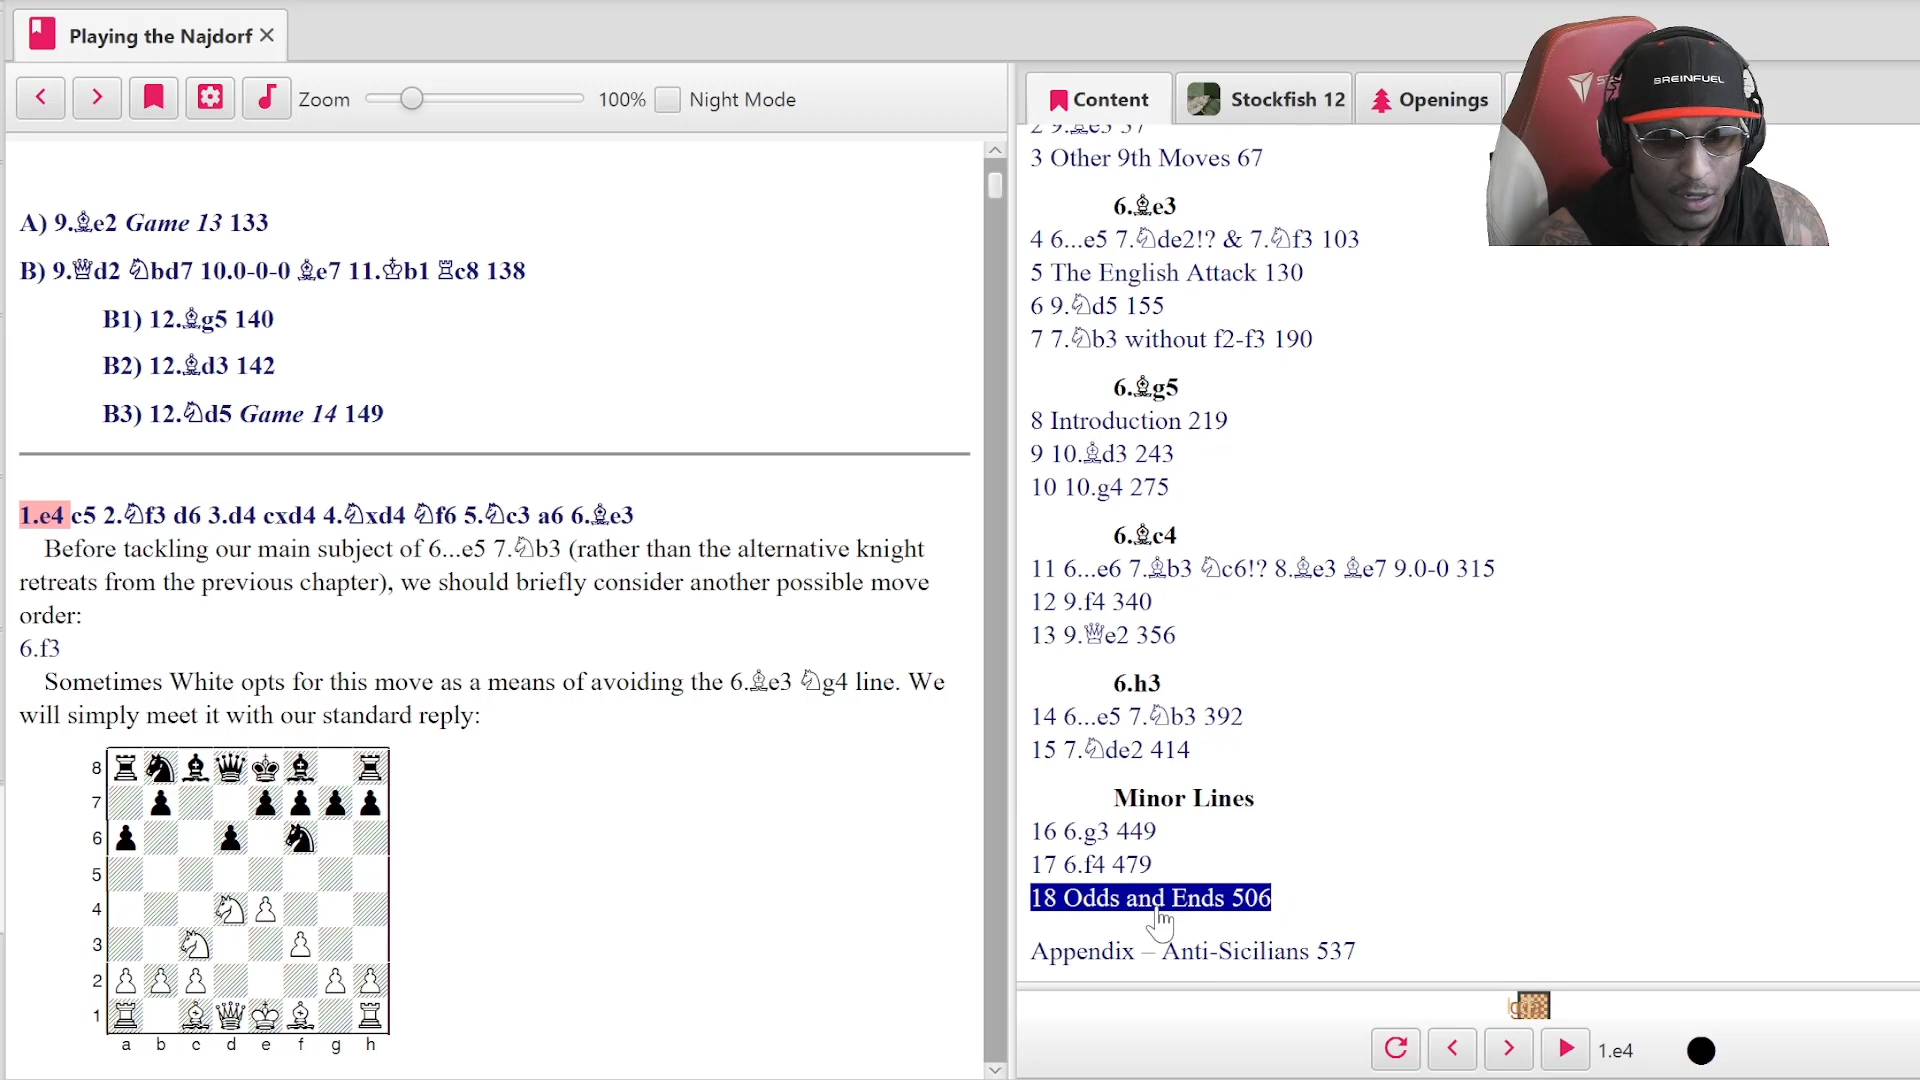 Playing the Najdorf
Zoom 100% Night Mode
Content Stockfish 12 Openings
BREINFUEL
A) 9.♗e2 Game 13 133
B) 9.♕d2 ♘bd7 10.0-0-0 ♗e7 11.♔b1 ♖c8 138
B1) 12.♗g5 140
B2) 12.♗d3 142
B3) 12.♘d5 Game 14 149
1.e4 c5 2.♘f3 d6 3.d4 cxd4 4.♘xd4 ♘f6 5.♘c3 a6 6.♗e3
Before tackling our main subject of 6...e5 7.♘b3 (rather than the alternative knight
retreats from the previous chapter), we should briefly consider another possible move
order:
6.f3
Sometimes White opts for this move as a means of avoiding the 6.♗e3 ♘g4 line. We
will simply meet it with our standard reply:
8
7
6
5
4
3
2
1
a b c d e f g h
2 9.♗e3 37
3 Other 9th Moves 67
6.♗e3
4 6...e5 7.♘de2!? & 7.♘f3 103
5 The English Attack 130
6 9.♘d5 155
7 7.♘b3 without f2-f3 190
6.♗g5
8 Introduction 219
9 10.♗d3 243
10 10.g4 275
6.♗c4
11 6...e6 7.♗b3 ♘c6!? 8.♗e3 ♗e7 9.0-0 315
12 9.f4 340
13 9.♕e2 356
6.h3
14 6...e5 7.♘b3 392
15 7.♘de2 414
Minor Lines
16 6.g3 449
17 6.f4 479
18 Odds and Ends 506
Appendix – Anti-Sicilians 537
1.e4